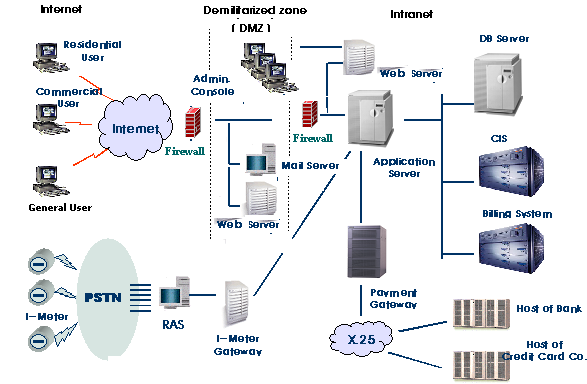 Internet
Demilitarized zone
( DMZ )
Intranet
Residential
User
DB Server
Admin.
Console
Web Server
Commercial
User
Internet
Firewall
Firewall
CIS
Mail Server
Application
Server
General User
Web Server
Billing System
I-Meter
PSTN
RAS
I-Meter
Gateway
Payment
Gateway
X.25
Host of Bank
Host of
Credit Card Co.